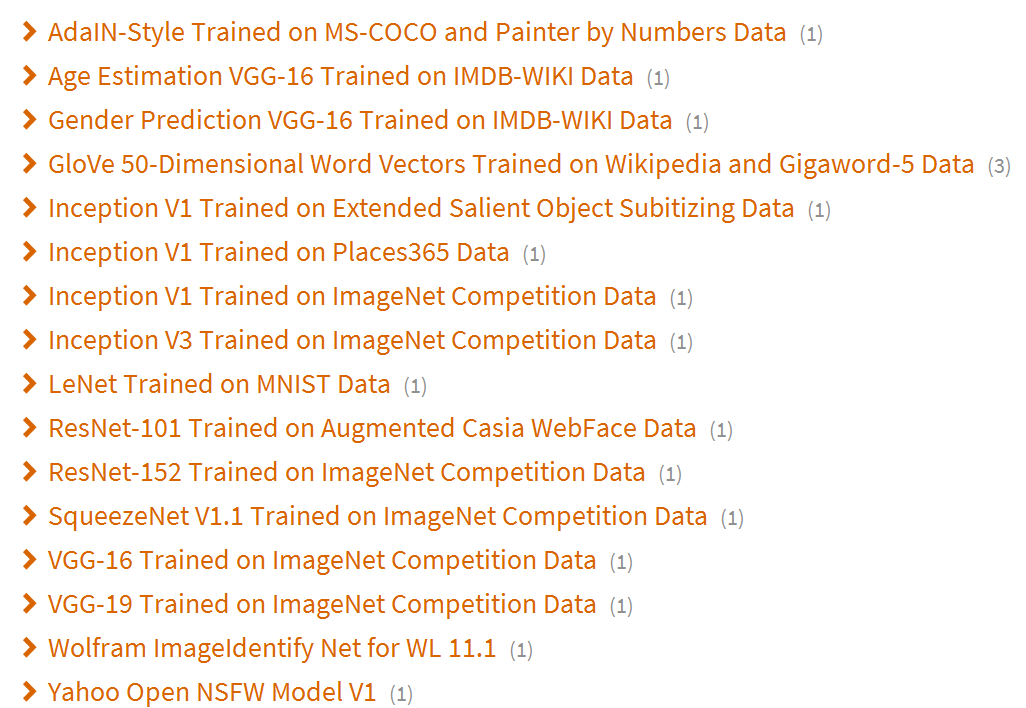 AdaIN-Style Trained on MS-COCO and Painter by Numbers Data (1)
Age Estimation VGG-16 Trained on IMDB-WIKI Data (1)
Gender Prediction VGG-16 Trained on IMDB-WIKI Data (1)
GloVe 50-Dimensional Word Vectors Trained on Wikipedia and Gigaword-5 Data (3)
Inception V1 Trained on Extended Salient Object Subitizing Data (1)
Inception V1 Trained on Places365 Data (1)
Inception V1 Trained on ImageNet Competition Data (1)
Inception V3 Trained on ImageNet Competition Data (1)
LeNet Trained on MNIST Data (1)
ResNet-101 Trained on Augmented Casia WebFace Data (1)
ResNet-152 Trained on ImageNet Competition Data (1)
SqueezeNet V1.1 Trained on ImageNet Competition Data (1)
VGG-16 Trained on ImageNet Competition Data (1)
VGG-19 Trained on ImageNet Competition Data (1)
Wolfram ImageIdentify Net for WL 11.1 (1)
Yahoo Open NSFW Model V1 (1)